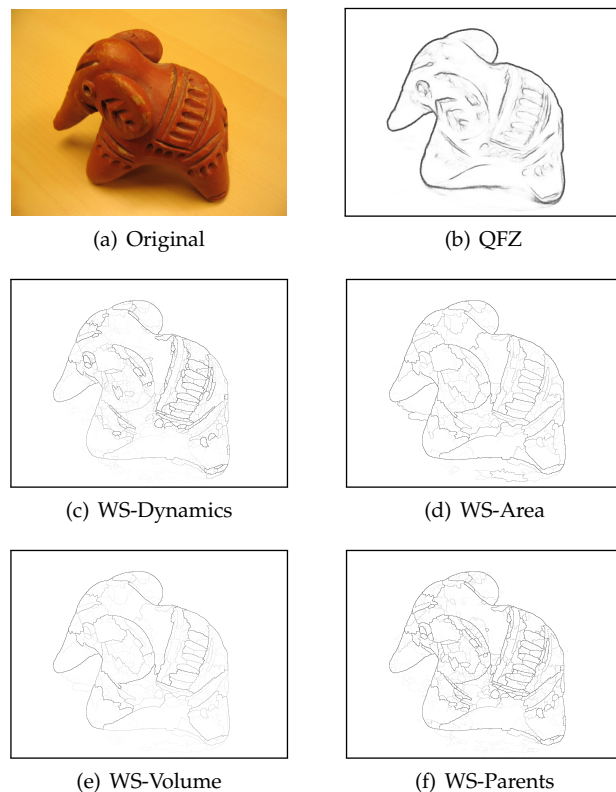 (a) Original
(b) QFZ
(c) WS-Dynamics
(d) WS-Area
(e) WS-Volume
(f) WS-Parents